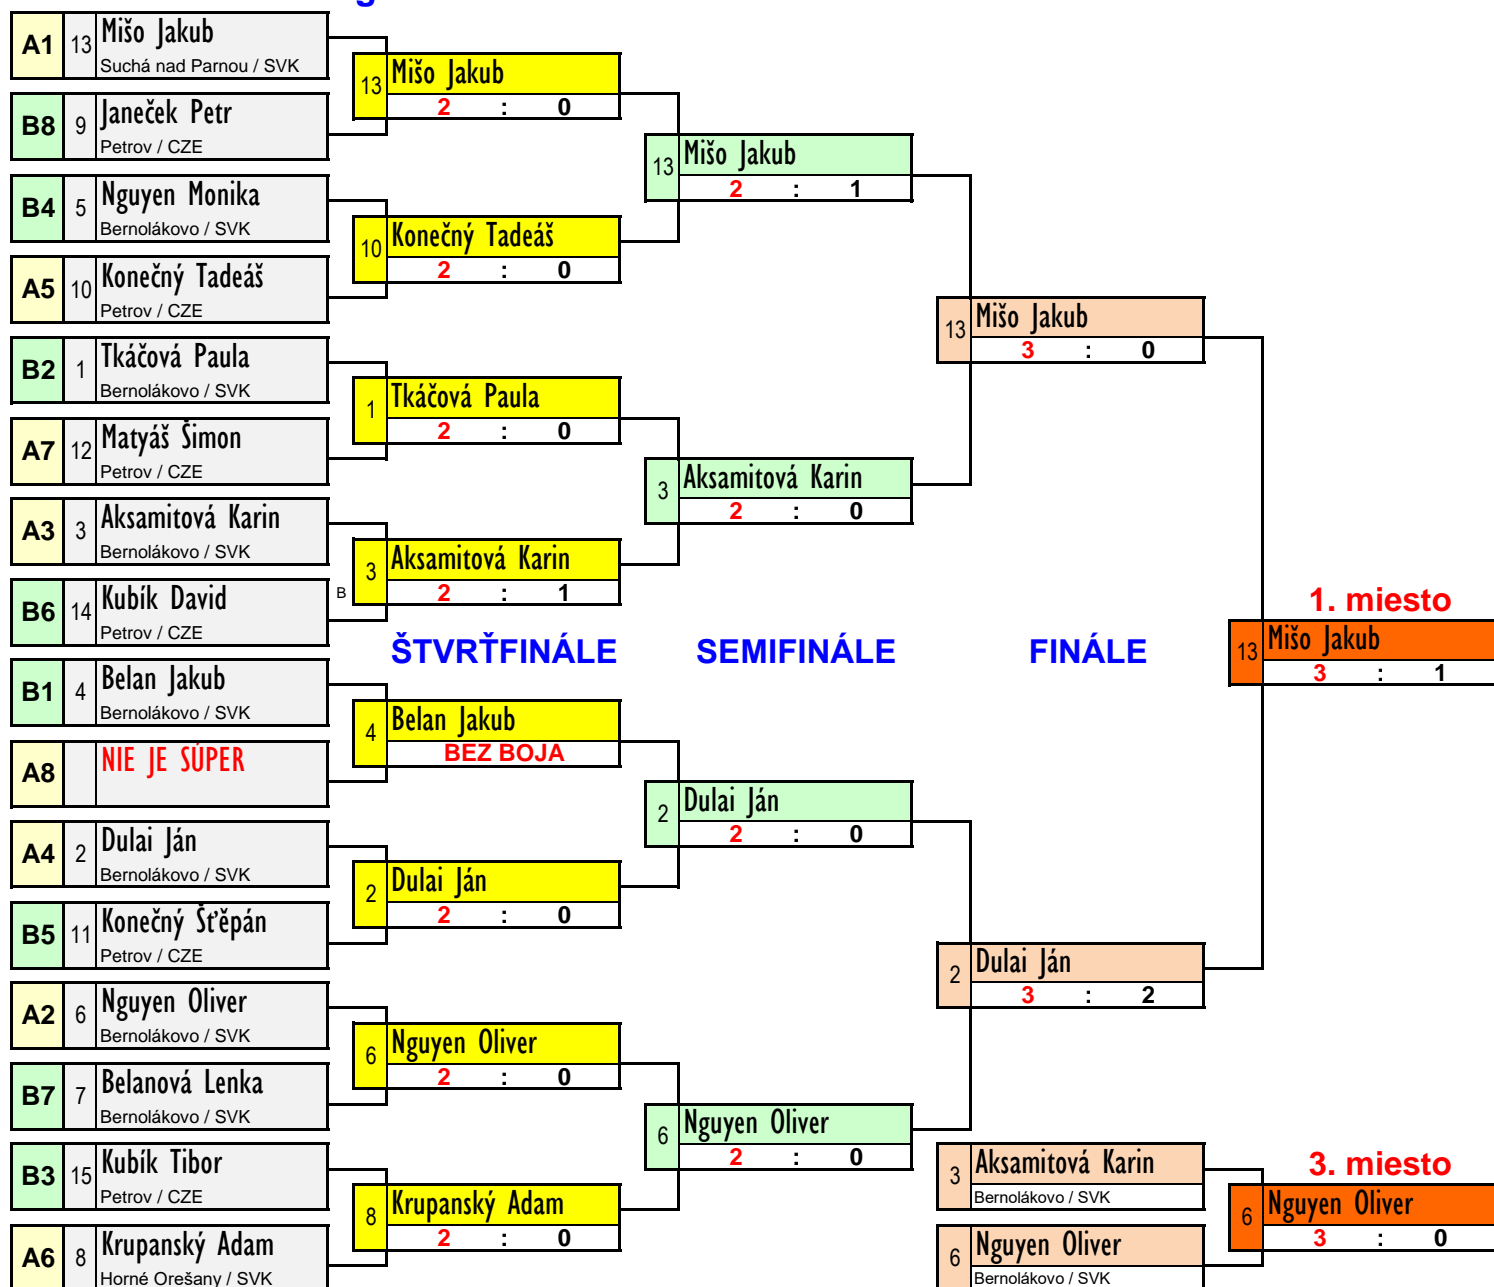 A1 13 Mišo Jakub
Suchá nad Parnou / SVK
B8 9 Janeček Petr
Petrov / CZE
B4 5 Nguyen Monika
Bernolákovo / SVK
A5 10 Konečný Tadeáš
Petrov / CZE
B2 1 Tkáčová Paula
Bernolákovo / SVK
A7 12 Matyáš Šimon
Petrov / CZE
A3 3 Aksamitová Karin
Bernolákovo / SVK
B6 14 Kubík David
Petrov / CZE
B1 4 Belan Jakub
Bernolákovo / SVK
A8 NIE JE SÚPER
A4 2 Dulai Ján
Bernolákovo / SVK
B5 11 Konečný Šťěpán
Petrov / CZE
A2 6 Nguyen Oliver
Bernolákovo / SVK
B7 7 Belanová Lenka
Bernolákovo / SVK
B3 15 Kubík Tibor
Petrov / CZE
A6 8 Krupanský Adam
Horné Orešany / SVK
13 Mišo Jakub
2 : 0
10 Konečný Tadeáš
2 : 0
1 Tkáčová Paula
2 : 0
3 Aksamitová Karin
B 2 : 1
ŠTVRŤFINÁLE
4 Belan Jakub
BEZ BOJA
2 Dulai Ján
2 : 0
6 Nguyen Oliver
2 : 0
8 Krupanský Adam
2 : 0
13 Mišo Jakub
2 : 1
3 Aksamitová Karin
2 : 0
SEMIFINÁLE
2 Dulai Ján
2 : 0
6 Nguyen Oliver
2 : 0
13 Mišo Jakub
3 : 0
FINÁLE
2 Dulai Ján
3 : 2
3 Aksamitová Karin
Bernolákovo / SVK
6 Nguyen Oliver
Bernolákovo / SVK
1. miesto
13 Mišo Jakub
3 : 1
3. miesto
6 Nguyen Oliver
3 : 0